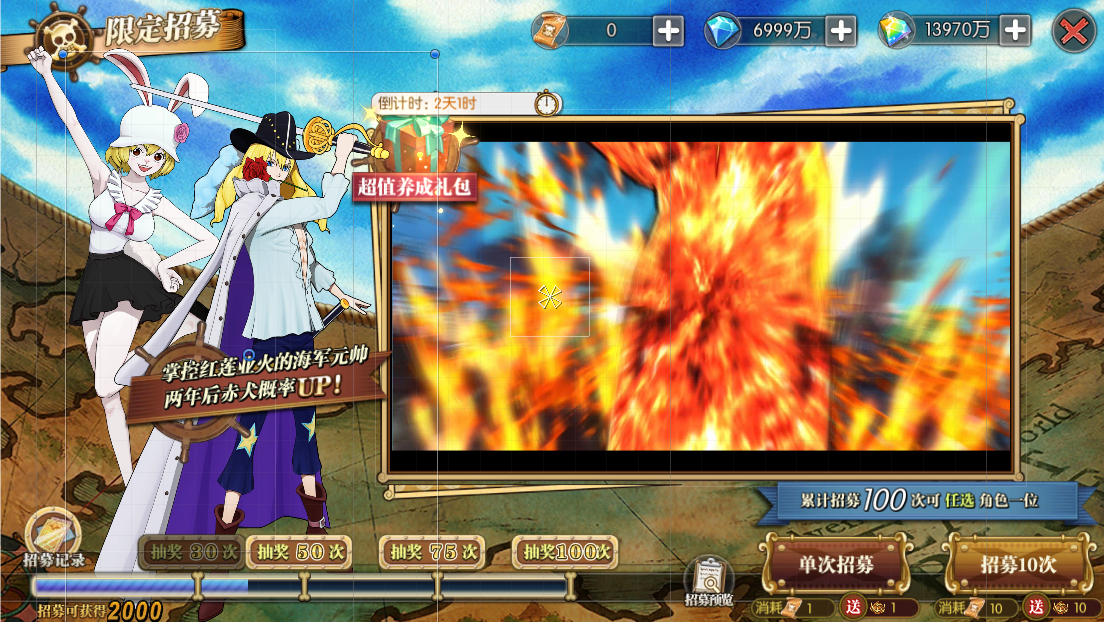 限定招募
0
6999万
13970万
倒计时：2天1时
超值养成礼包
掌控红莲业火的海军元帅
两年后赤犬概率UP！
累计招募100次可任选角色一位
招募记录
抽奖 30 次
抽奖 50 次
抽奖 75 次
抽奖100次
招募可获得2000
招募预览
单次招募
招募10次
消耗 1 送 1
消耗 10 送 10
orld